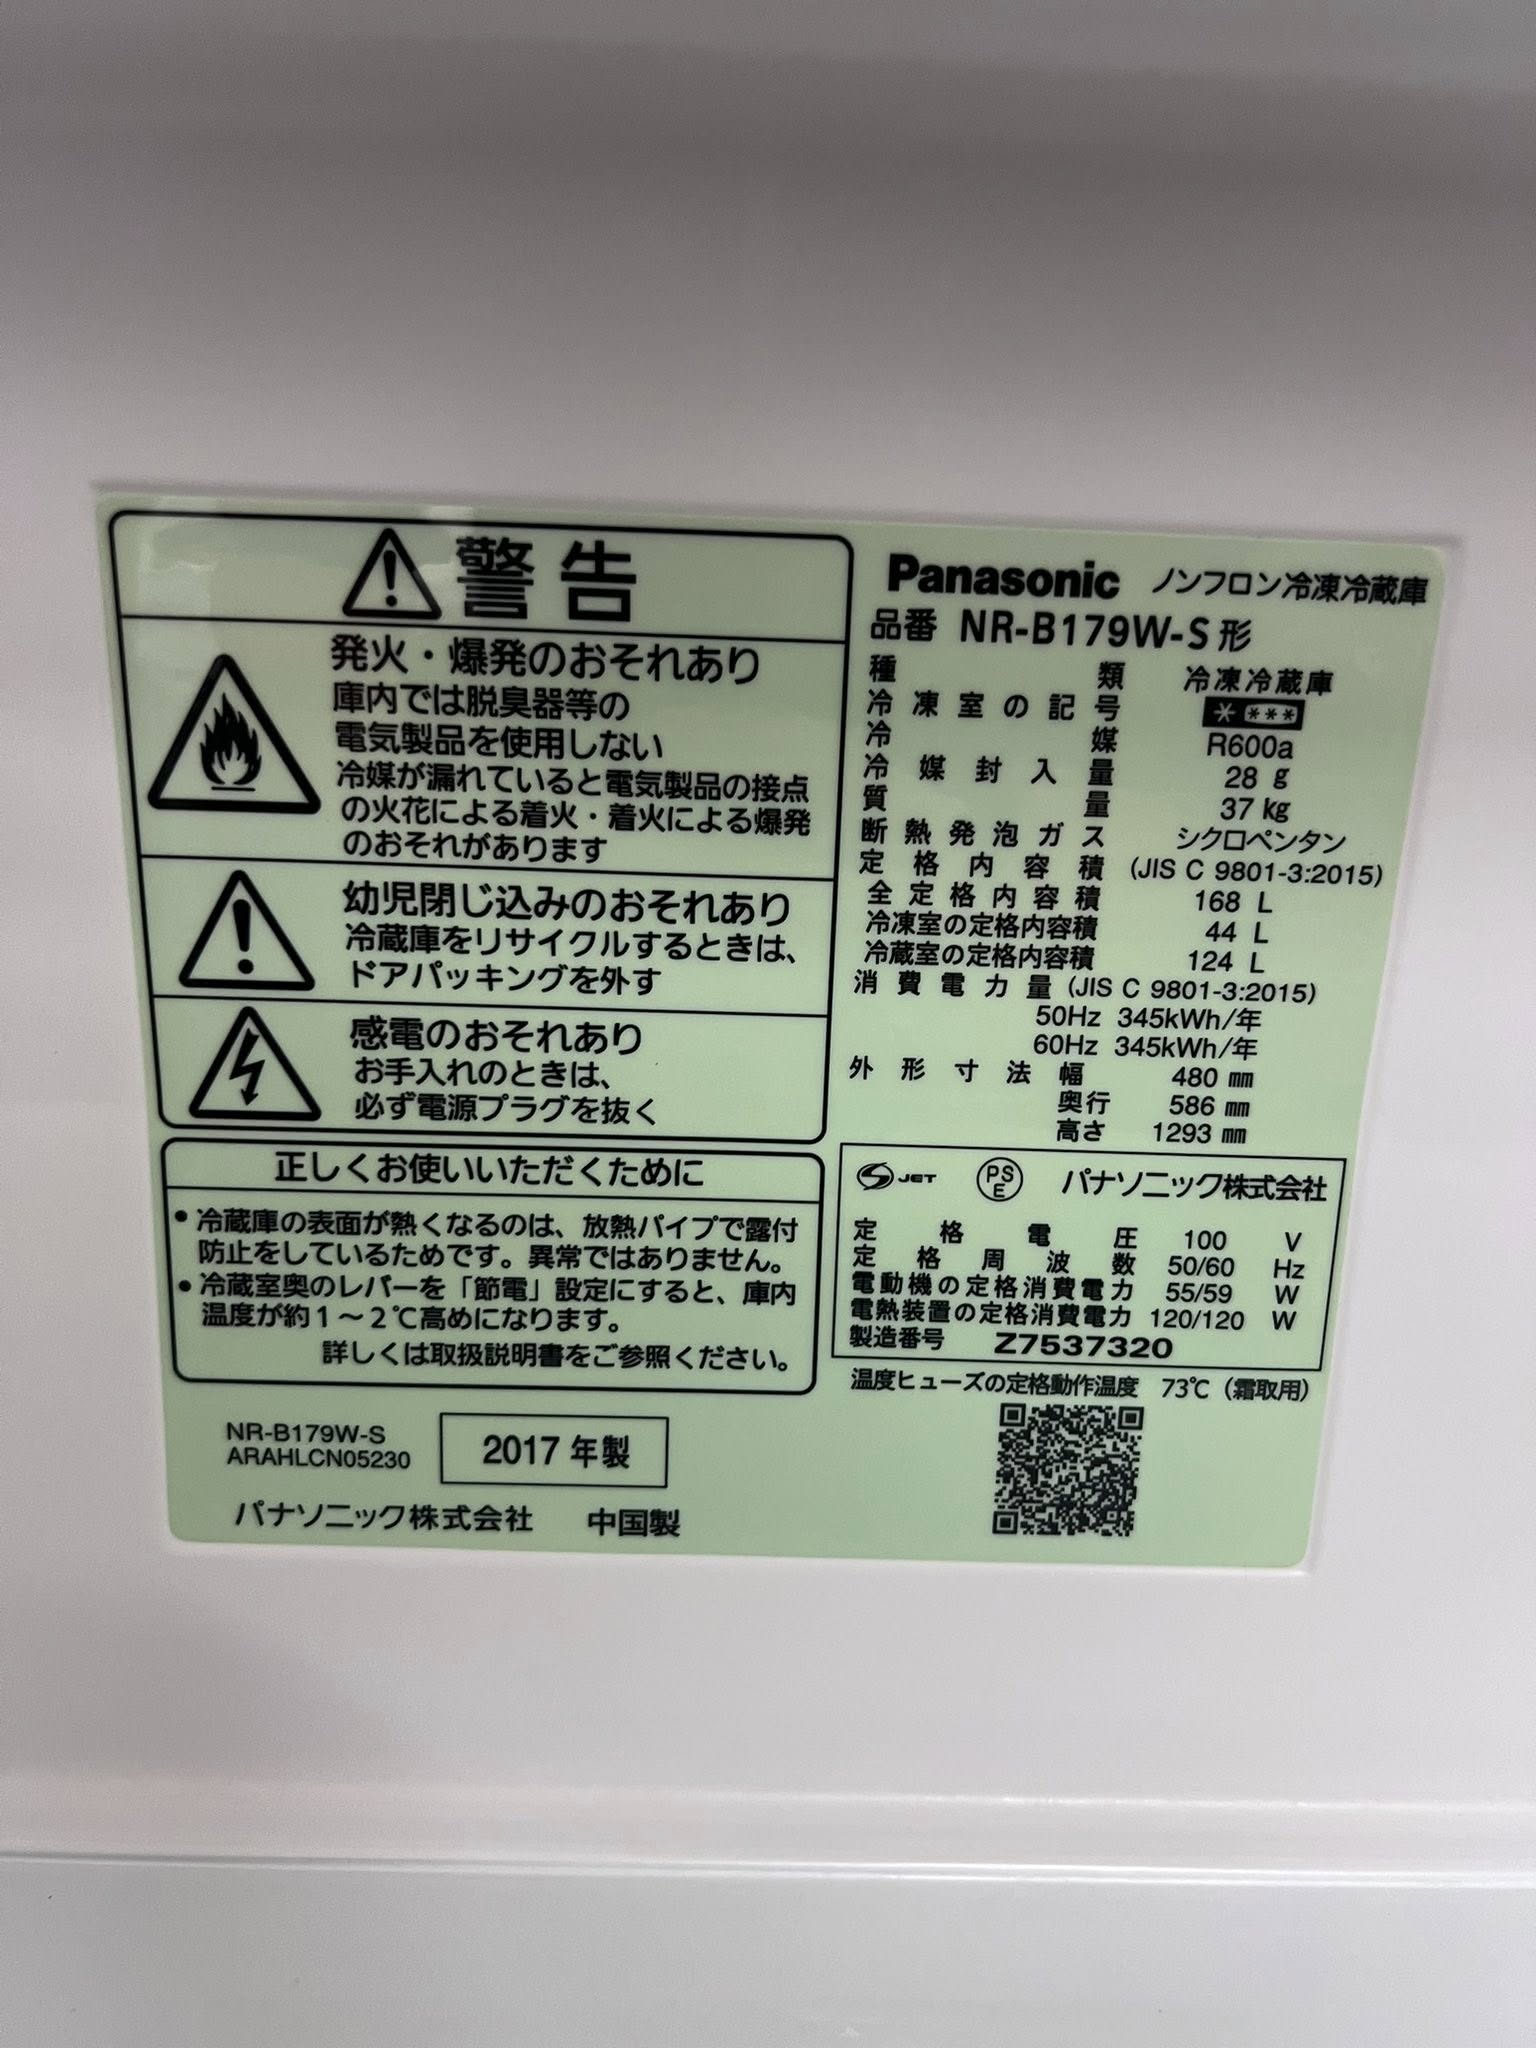 警告
発火・爆発のおそれあり
庫内では脱臭器等の
電気製品を使用しない
冷媒が漏れていると電気製品の接点
の火花による着火・着火による爆発
のおそれがあります
幼児閉じ込みのおそれあり
冷蔵庫をリサイクルするときは、
ドアパッキングを外す
感電のおそれあり
お手入れのときは、
必ず電源プラグを抜く
正しくお使いいただくために
•冷蔵庫の表面が熱くなるのは、放熱パイプで露付
防止をしているためです。異常ではありません。
•冷蔵室奥のレバーを「節電」設定にすると、庫内
温度が約1~2℃高めになります。
詳しくは取扱説明書をご参照ください。
NR-B179W-S
ARAHLCN05230
2017年製
パナソニック株式会社 中国製
Panasonic ノンフロン冷凍冷蔵庫
品番 NR-B179W-S形
種類 冷凍冷蔵庫
冷凍室の記号 * ***
冷媒 R600a
冷媒封入量 28 g
質量 37 kg
断熱発泡ガス シクロペンタン
定格内容積 (JIS C 9801-3:2015)
全定格内容積 168 L
冷凍室の定格内容積 44 L
冷蔵室の定格内容積 124 L
消費電力量 (JIS C 9801-3:2015)
50Hz 345kWh/年
60Hz 345kWh/年
外形寸法 幅 480 mm
奥行 586 mm
高さ 1293 mm
JET PSE パナソニック株式会社
定格電圧 100 V
定格周波数 50/60 Hz
電動機の定格消費電力 55/59 W
電熱装置の定格消費電力 120/120 W
製造番号 Z7537320
温度ヒューズの定格動作温度 73℃(霜取用)